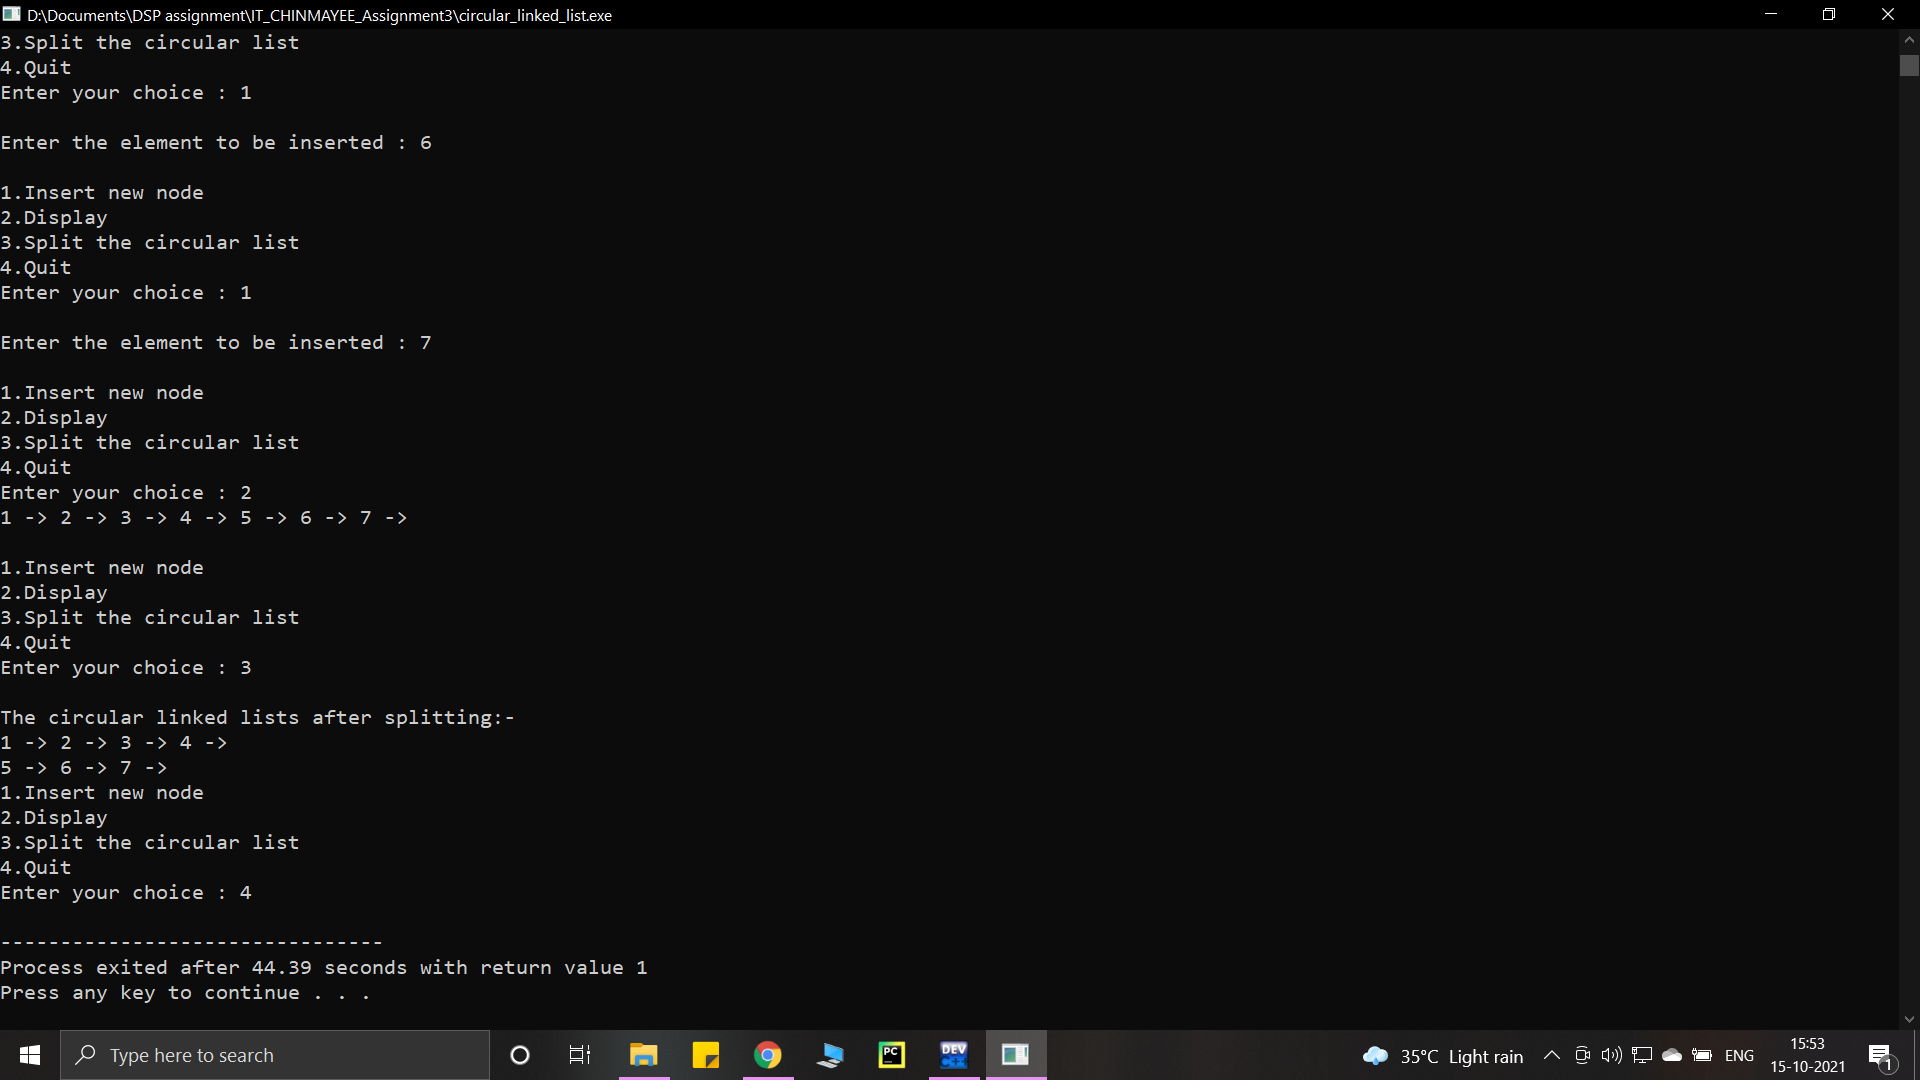 D:\Documents\DSP assignment\IT_CHINMAYEE_Assignment3\circular_linked_list.exe
3.Split the circular list
4.Quit
Enter your choice : 1
Enter the element to be inserted : 6
1.Insert new node
2.Display
3.Split the circular list
4.Quit
Enter your choice : 1
Enter the element to be inserted : 7
1.Insert new node
2.Display
3.Split the circular list
4.Quit
Enter your choice : 2
1 -> 2 -> 3 -> 4 -> 5 -> 6 -> 7 ->
1.Insert new node
2.Display
3.Split the circular list
4.Quit
Enter your choice : 3
The circular linked lists after splitting:-
1 -> 2 -> 3 -> 4 ->
5 -> 6 -> 7 ->
1.Insert new node
2.Display
3.Split the circular list
4.Quit
Enter your choice : 4
--------------------------------
Process exited after 44.39 seconds with return value 1
Press any key to continue . . .
Type here to search
PC
DEV
C++
35°C Light rain
ENG
15:53
15-10-2021
1